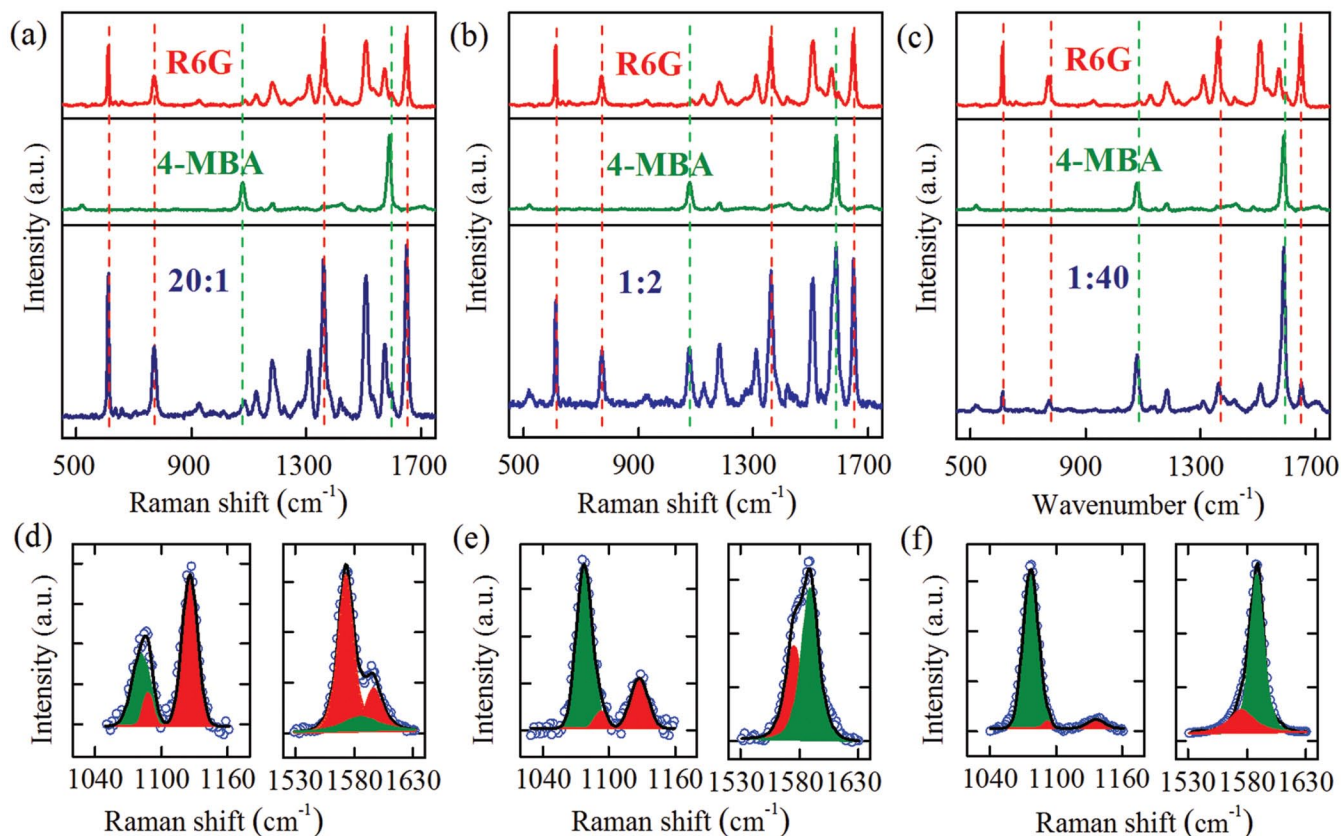 (a)
R6G
4-MBA
20:1
Intensity (a.u.)
500 900 1300 1700
Raman shift (cm⁻¹)
(b)
R6G
4-MBA
1:2
Intensity (a.u.)
500 900 1300 1700
Raman shift (cm⁻¹)
(c)
R6G
4-MBA
1:40
Intensity (a.u.)
500 900 1300 1700
Wavenumber (cm⁻¹)
(d)
Intensity (a.u.)
1040 1100 1160
1530 1580 1630
Raman shift (cm⁻¹)
(e)
Intensity (a.u.)
1040 1100 1160
1530 1580 1630
Raman shift (cm⁻¹)
(f)
Intensity (a.u.)
1040 1100 1160
1530 1580 1630
Raman shift (cm⁻¹)